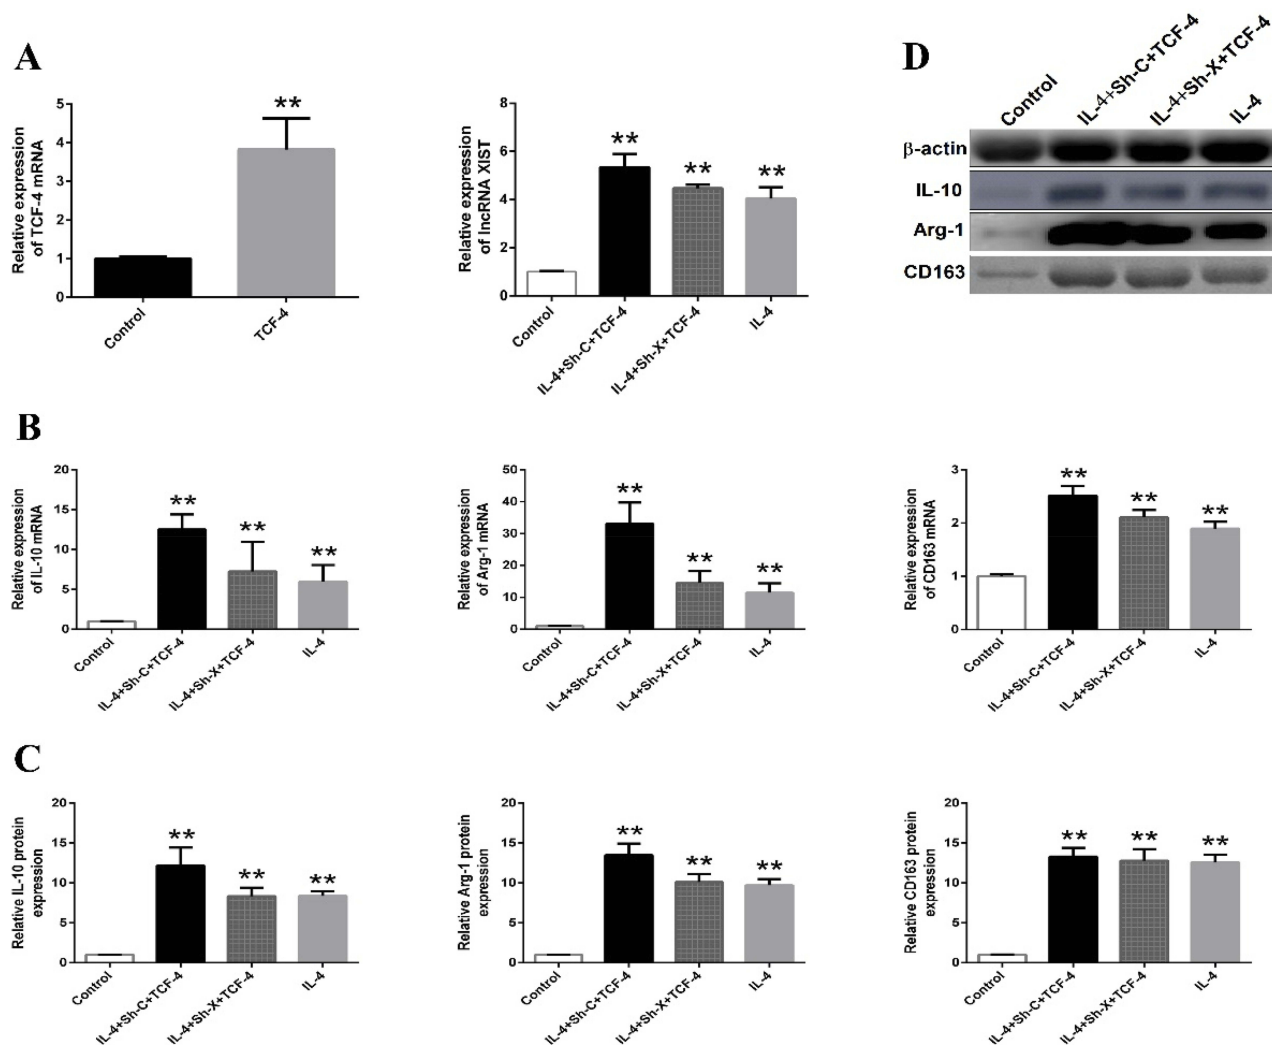 A
Relative expression
of TCF-4 mRNA
5
4
3
2
1
0
**
Control
TCF-4
Relative expression
of lncRNA XIST
8
6
4
2
0
**
**
**
Control
IL-4+Sh-C+TCF-4
IL-4+Sh-X+TCF-4
IL-4
D
Control
IL-4+Sh-C+TCF-4
IL-4+Sh-X+TCF-4
IL-4
β-actin
IL-10
Arg-1
CD163
B
Relative expression
of IL-10 mRNA
20
15
10
5
0
**
**
**
Control
IL-4+Sh-C+TCF-4
IL-4+Sh-X+TCF-4
IL-4
Relative expression
of Arg-1 mRNA
50
40
30
20
10
0
**
**
**
Control
IL-4+Sh-C+TCF-4
IL-4+Sh-X+TCF-4
IL-4
Relative expression
of CD163 mRNA
3
2
1
0
**
**
**
Control
IL-4+Sh-C+TCF-4
IL-4+Sh-X+TCF-4
IL-4
C
Relative IL-10 protein
expression
20
15
10
5
0
**
**
**
Control
IL-4+Sh-C+TCF-4
IL-4+Sh-X+TCF-4
IL-4
Relative Arg-1 protein
expression
20
15
10
5
0
**
**
**
Control
IL-4+Sh-C+TCF-4
IL-4+Sh-X+TCF-4
IL-4
Relative CD163 protein
expression
20
15
10
5
0
**
**
**
Control
IL-4+Sh-C+TCF-4
IL-4+Sh-X+TCF-4
IL-4